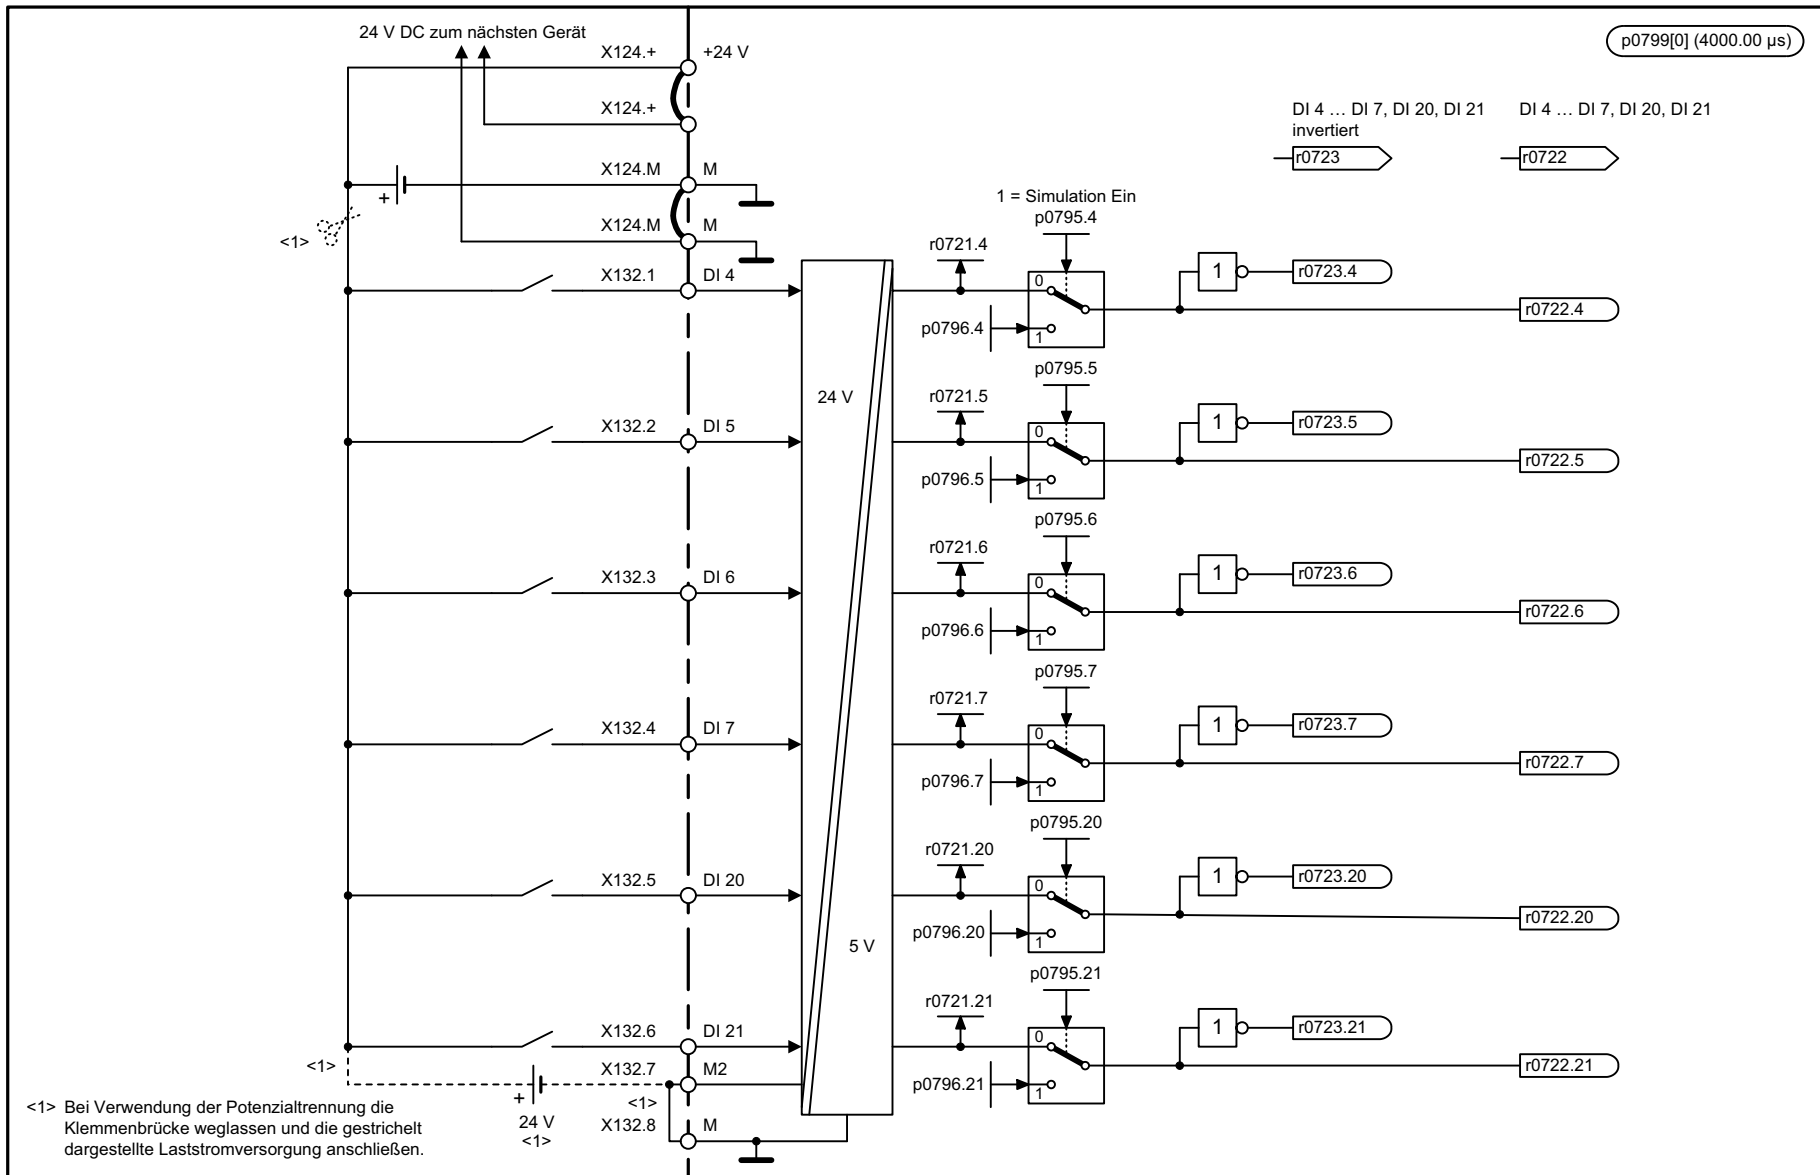 24 V DC zum nächsten Gerät
p0799[0] (4000.00 µs)
X124.+
+24 V
X124.+
DI 4 … DI 7, DI 20, DI 21
invertiert
DI 4 … DI 7, DI 20, DI 21
r0723
r0722
X124.M
M
+
<1>
X124.M
M
1 = Simulation Ein
p0795.4
r0721.4
X132.1
DI 4
0
1
p0796.4
1
r0723.4
r0722.4
24 V
p0795.5
r0721.5
X132.2
DI 5
0
1
p0796.5
1
r0723.5
r0722.5
p0795.6
r0721.6
X132.3
DI 6
0
1
p0796.6
1
r0723.6
r0722.6
p0795.7
r0721.7
X132.4
DI 7
0
1
p0796.7
1
r0723.7
r0722.7
p0795.20
r0721.20
X132.5
DI 20
0
1
p0796.20
1
r0723.20
r0722.20
5 V
p0795.21
r0721.21
X132.6
DI 21
0
1
p0796.21
1
r0723.21
r0722.21
<1>
X132.7
M2
+
24 V
<1>
<1>
X132.8
M
<1> Bei Verwendung der Potenzialtrennung die
Klemmenbrücke weglassen und die gestrichelt
dargestellte Laststromversorgung anschließen.